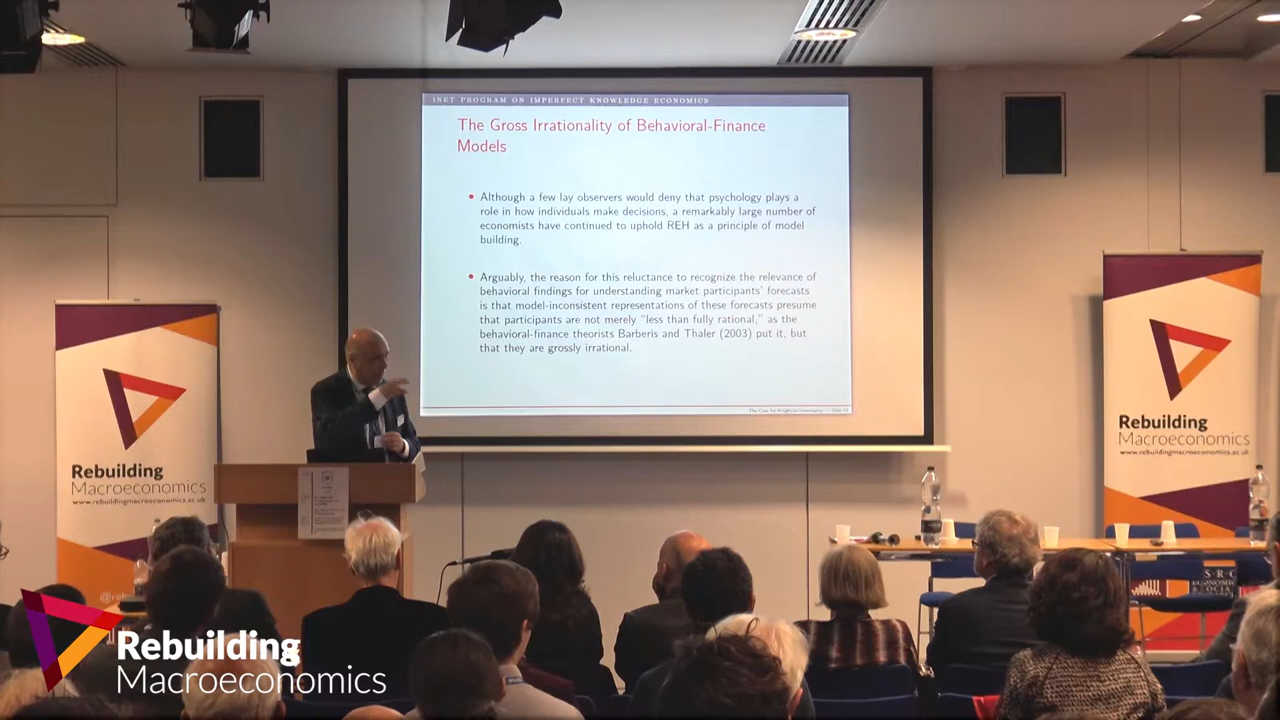 INET PROGRAM ON IMPERFECT KNOWLEDGE ECONOMICS
The Gross Irrationality of Behavioral-Finance
Models
Although a few lay observers would deny that psychology plays a
role in how individuals make decisions, a remarkably large number of
economists have continued to uphold REH as a principle of model
building.
Arguably, the reason for this reluctance to recognize the relevance of
behavioral findings for understanding market participants' forecasts
is that model-inconsistent representations of these forecasts presume
that participants are not merely "less than fully rational," as the
behavioral-finance theorists Barberis and Thaler (2003) put it, but
that they are grossly irrational.
Rebuilding
Macroeconomics
www.rebuildingmacroeconomics.ac.uk
Rebuilding
Macroeconomics
www.rebuildingmacroeconomics.ac.uk
Rebuilding
Macroeconomics